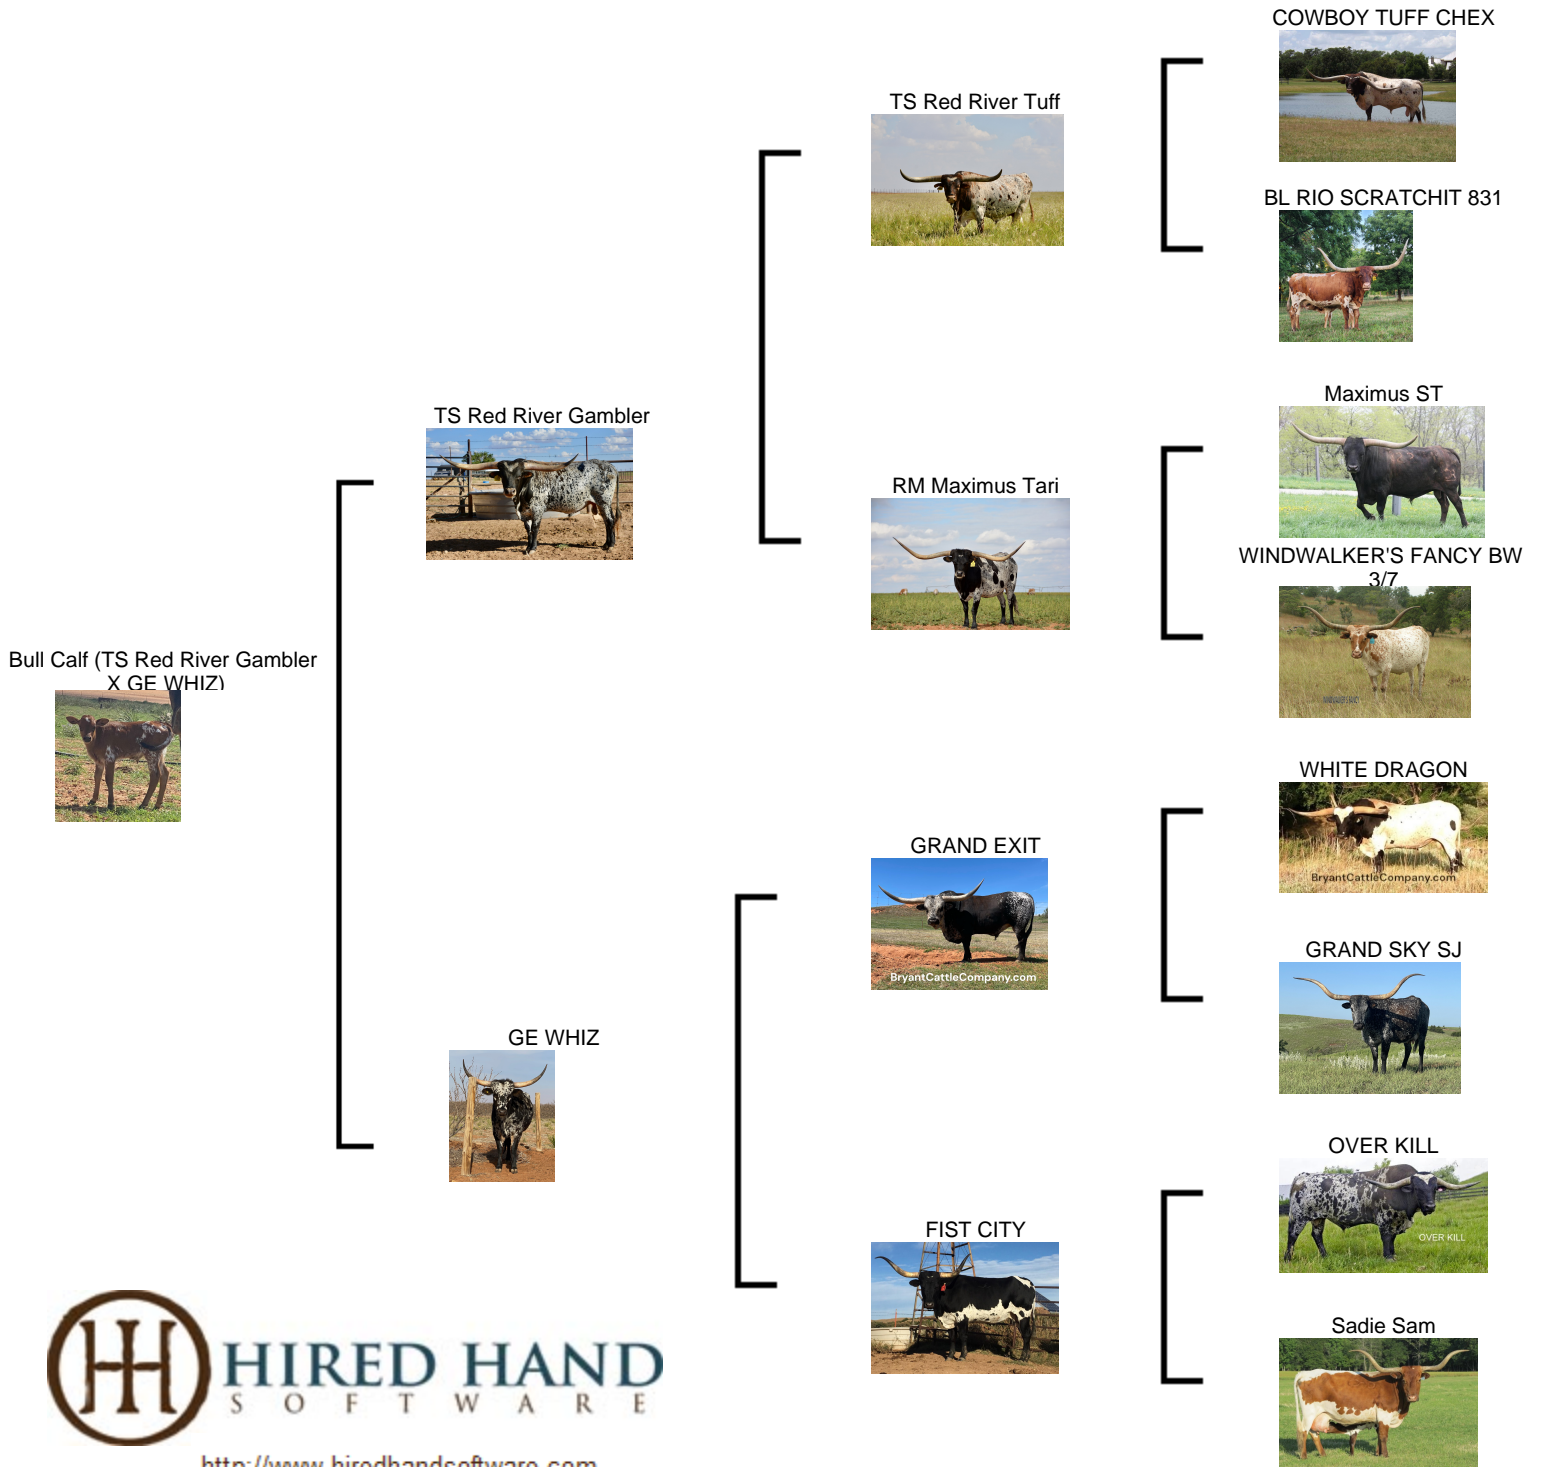 COWBOY TUFF CHEX
TS Red River Tuff
BL RIO SCRATCHIT 831
Maximus ST
TS Red River Gambler
RM Maximus Tari
WINDWALKER'S FANCY BW
3/7
Bull Calf (TS Red River Gambler
X GE WHIZ)
WHITE DRAGON
BryantCattleCompany.com
GRAND EXIT
BryantCattleCompany.com
GRAND SKY SJ
GE WHIZ
OVER KILL
OVER KILL
FIST CITY
Sadie Sam
HIRED HAND
SOFTWARE
http://www.hiredhandsoftware.com